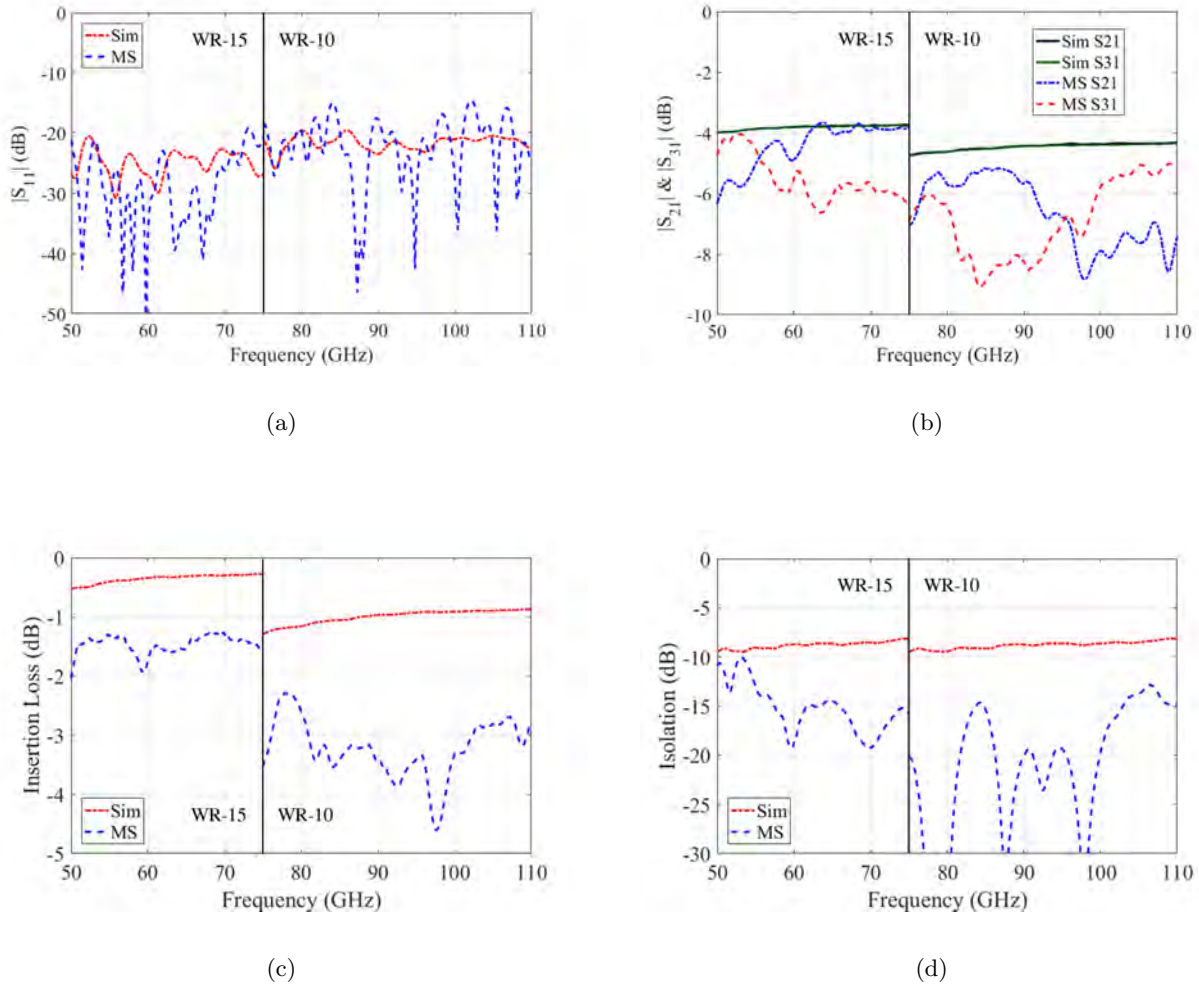 0
-10
-20
-30
-40
-50
|S11| (dB)
Sim
MS
WR-15
WR-10
50
60
70
80
90
100
110
Frequency (GHz)
(a)
0
-2
-4
-6
-8
-10
|S21| & |S31| (dB)
WR-15
WR-10
Sim S21
Sim S31
MS S21
MS S31
50
60
70
80
90
100
110
Frequency (GHz)
(b)
0
-1
-2
-3
-4
-5
Insertion Loss (dB)
Sim
MS
WR-15
WR-10
50
60
70
80
90
100
110
Frequency (GHz)
(c)
0
-5
-10
-15
-20
-25
-30
Isolation (dB)
WR-15
WR-10
Sim
MS
50
60
70
80
90
100
110
Frequency (GHz)
(d)